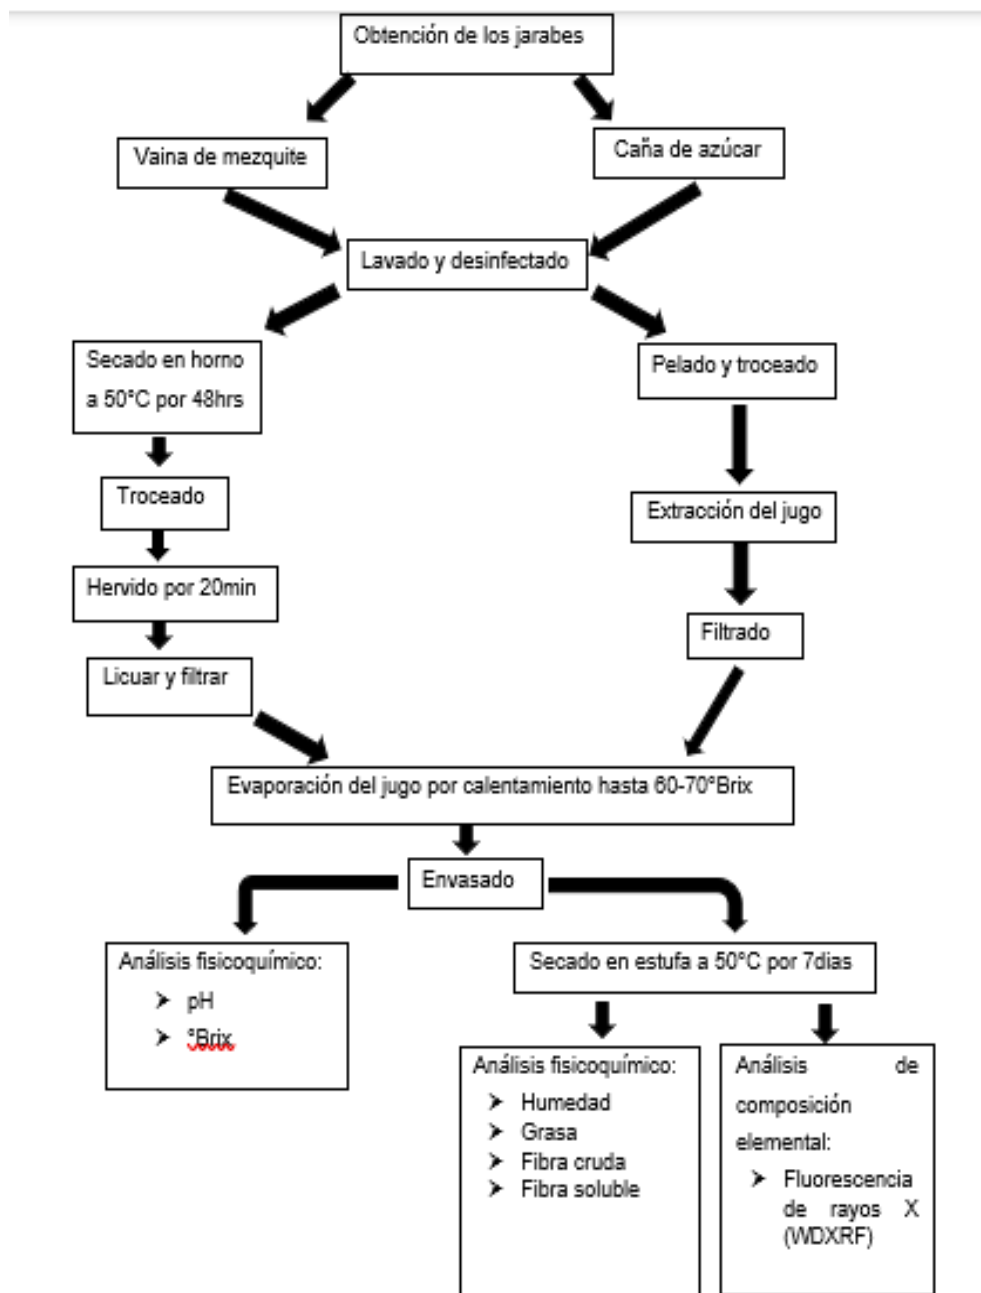 Obtención de los jarabes
Vaina de mezquite
Caña de azúcar
Lavado y desinfectado
Secado en horno
a 50°C por 48hrs
Pelado y troceado
Troceado
Extracción del jugo
Hervido por 20min
Filtrado
Licuar y filtrar
Evaporación del jugo por calentamiento hasta 60-70°Brix
Envasado
Análisis fisicoquímico:
➤ pH
➤ °Brix
Secado en estufa a 50°C por 7dias
Análisis fisicoquímico:
➤ Humedad
➤ Grasa
➤ Fibra cruda
➤ Fibra soluble
Análisis de
composición
elemental:
➤ Fluorescencia
de rayos X
(WDXRF)